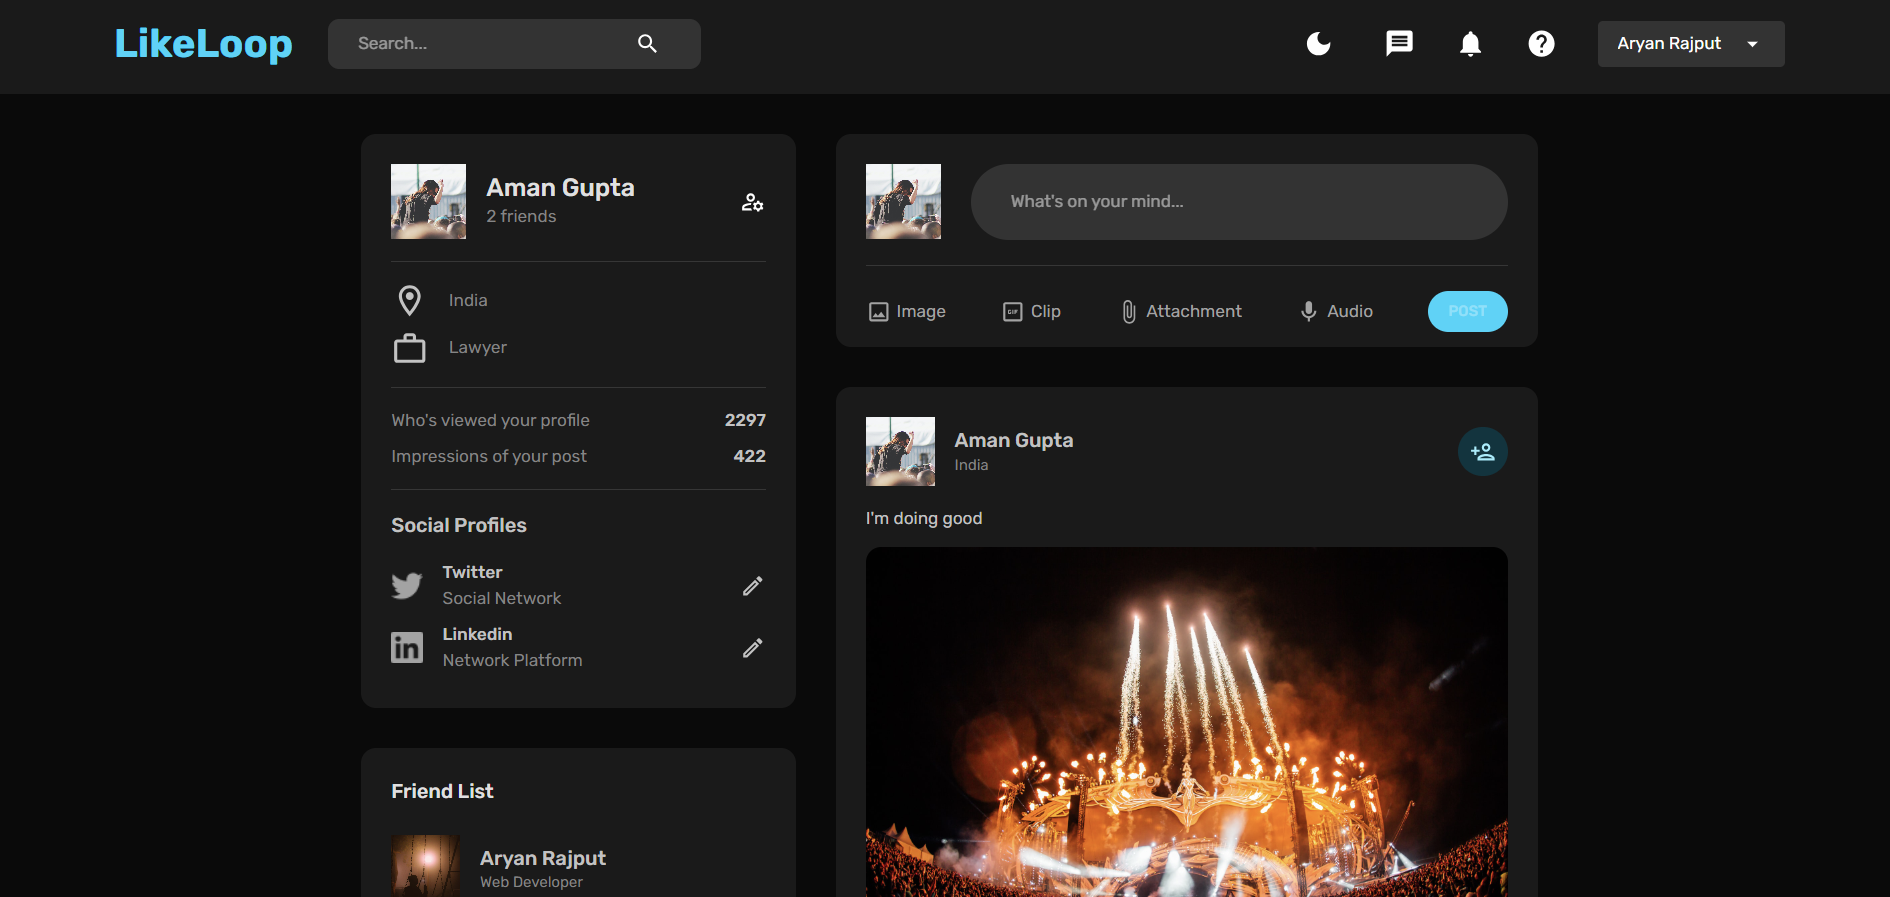 LikeLoop
Search...
Aryan Rajput
Aman Gupta
2 friends
India
Lawyer
Who's viewed your profile 2297
Impressions of your post 422
Social Profiles
Twitter
Social Network
Linkedin
Network Platform
Friend List
Aryan Rajput
Web Developer
What's on your mind...
Image GIF Clip Attachment Audio POST
Aman Gupta
India
I'm doing good